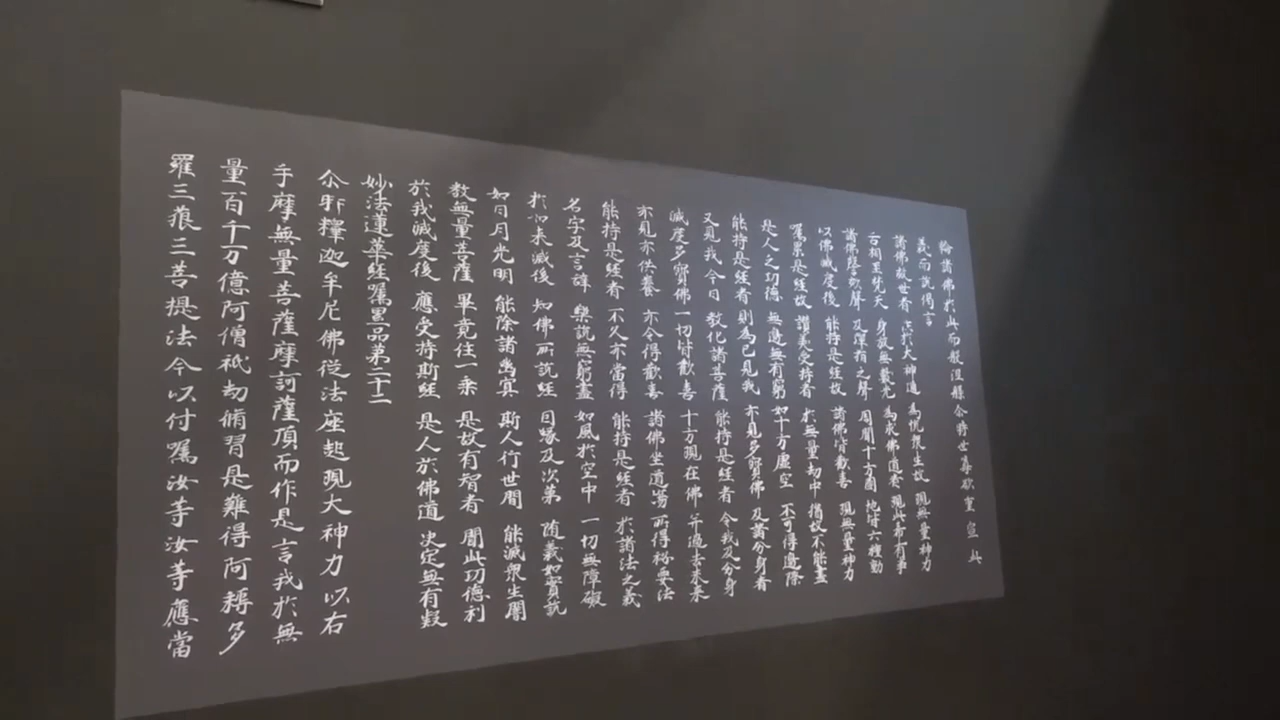 輪諸佛於此而般涅槃尒時世尊欲重宣此
義而說偈言
諸佛救世者 住於大神通 為悅衆生故 現無量神力
舌相至梵天 身放無數光 為求佛道者 現此希有事
諸佛謦欬聲 及彈指之聲 周聞十方國 地皆六種動
以佛滅度後 能持是經故 諸佛皆歡喜 現無量神力
囑累是經故 讃美受持者 於無量劫中 猶故不能盡
是人之功德 無邊無有窮 如十方虛空 不可得邊際
能持是經者 則為已見我 亦見多寶佛 及諸分身者
又見我今日 教化諸菩薩 能持是經者 令我及分身
滅度多寶佛 一切皆歡喜 十方現在佛 并過去未來
亦見亦供養 亦令得歡喜 諸佛坐道場 所得秘要法
能持是經者 不久亦當得 能持是經者 於諸法之義
名字及言辞 樂說無窮盡 如風於空中 一切無障礙
於如来滅後 知佛所說經 因緣及次第 随義如實說
如日月光明 能除諸幽冥 斯人行世間 能滅衆生闇
教無量菩薩 畢竟住一乘 是故有智者 聞此功德利
於我滅度後 應受持斯經 是人於佛道 决定無有疑
妙法蓮華經囑累品第二十二
尒時釋迦牟尼佛從法座起現大神力以右
手摩無量菩薩摩訶薩頂而作是言我於無
量百千万億阿僧祇劫脩習是難得阿耨多
羅三藐三菩提法今以付囑汝等汝等應當